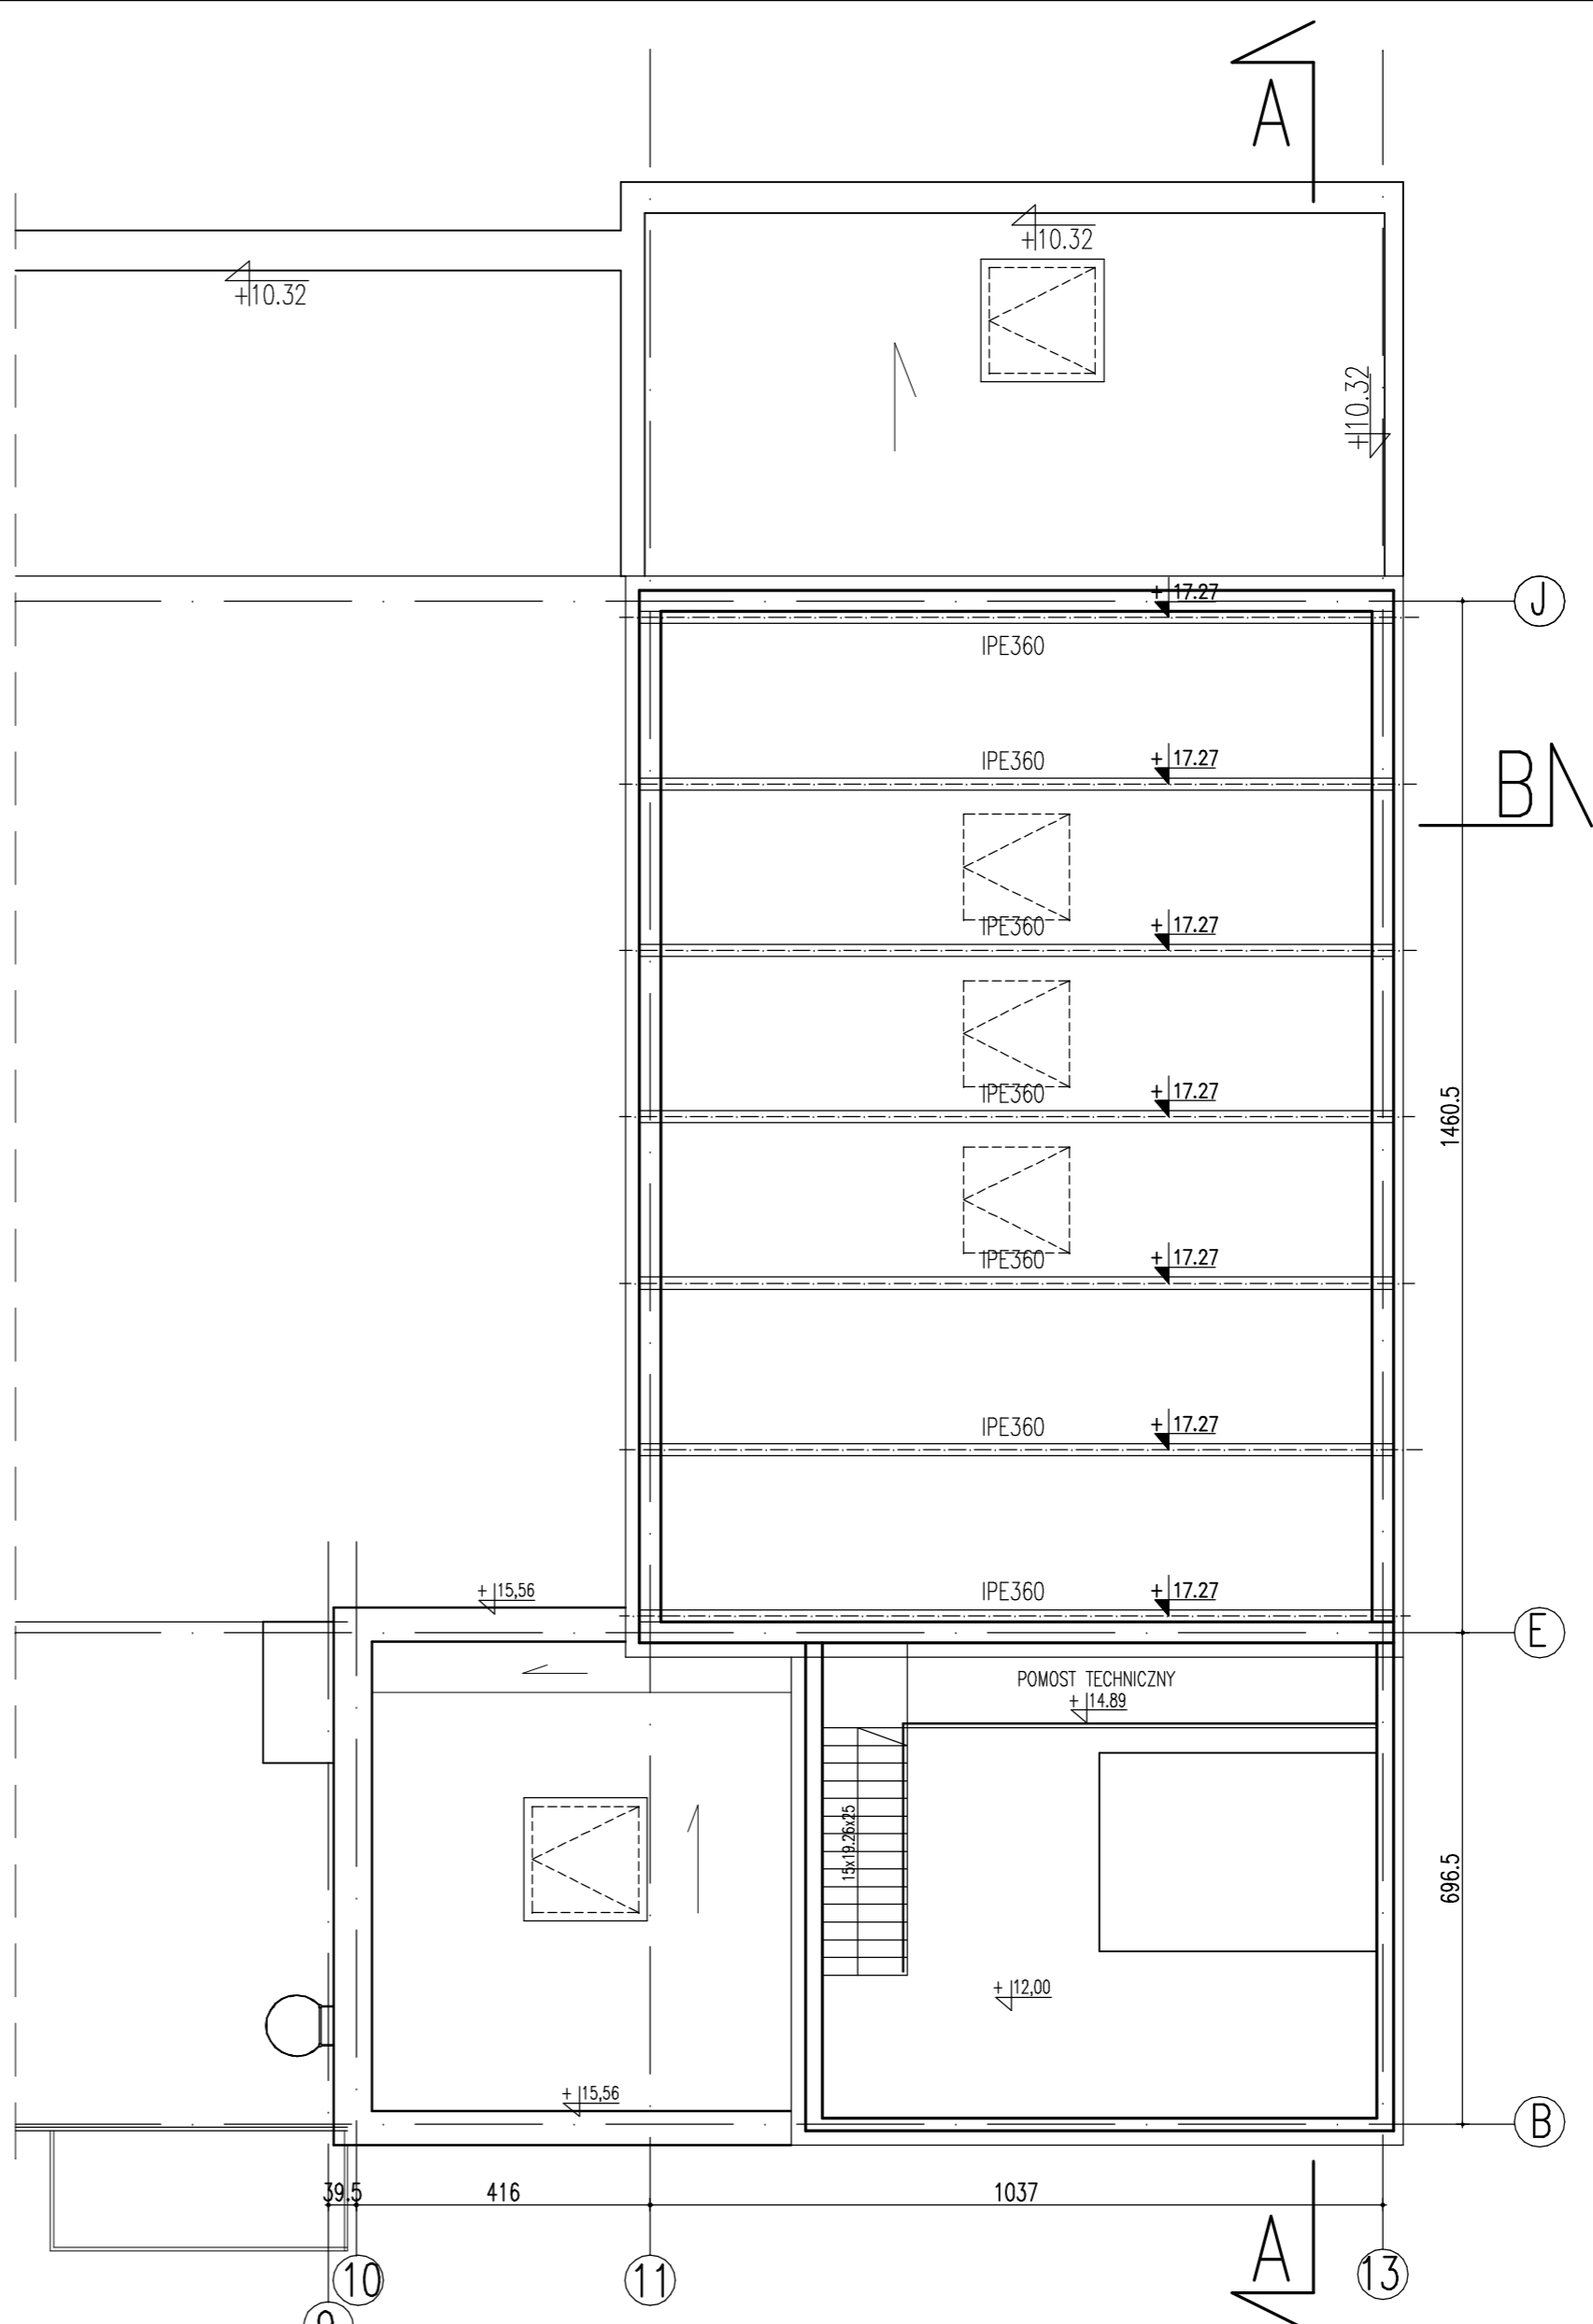 A
+10.32
+10.32
+10.32
J
+ 17.27
IPE360
IPE360
+ 17.27
B
IPE360
+ 17.27
IPE360
+ 17.27
1460.5
IPE360
+ 17.27
IPE360
+ 17.27
+ 15,56
IPE360
+ 17.27
E
POMOST TECHNICZNY
+ 14.89
15x19.26x25
696.5
+ 12,00
+ 15,56
B
39.5
416
1037
A
10
11
13